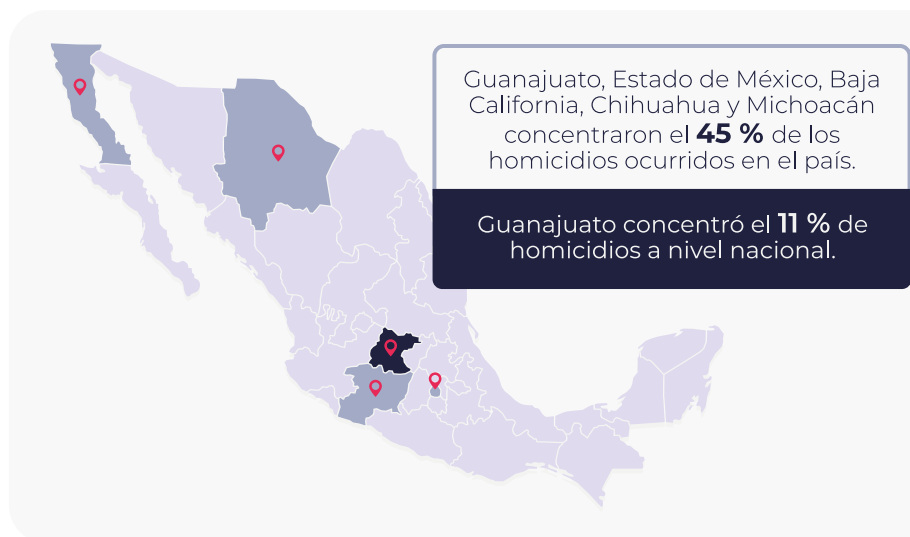 Guanajuato, Estado de México, Baja
California, Chihuahua y Michoacán
concentraron el 45 % de los
homicidios ocurridos en el país.
Guanajuato concentró el 11 % de
homicidios a nivel nacional.